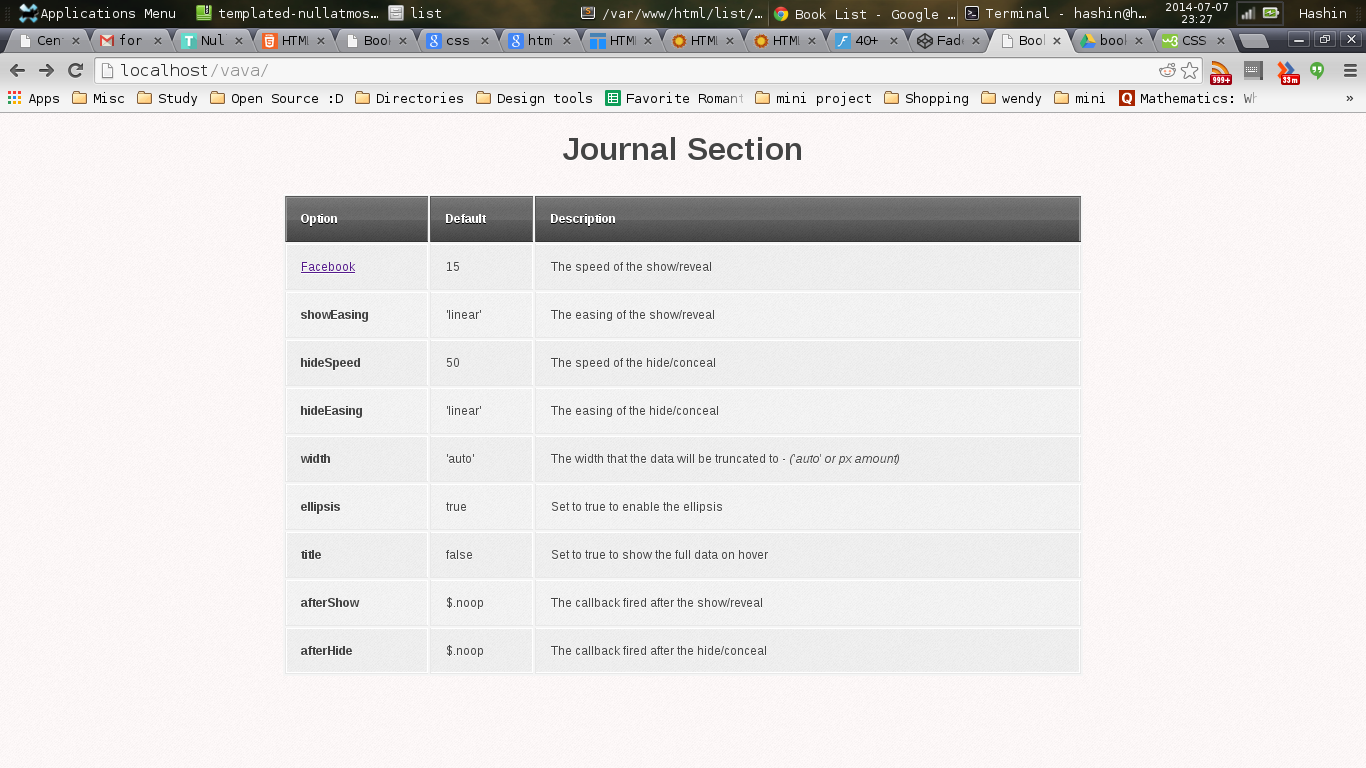 Applications Menu templated-nullatmos... list /var/www/html/list/... Book List - Google ... Terminal - hashin@h... 2014-07-07 Hashin
23:27
Cen for Nul HTM Boo css htm HTM HTM HTM 40+ Fad Boo boo CSS
localhost/vava/ 999+ 33m
Apps Misc Study Open Source :D Directories Design tools Favorite Romant mini project Shopping wendy mini Mathematics: Wh »
Journal Section
Option Default Description
Facebook 15 The speed of the show/reveal
showEasing 'linear' The easing of the show/reveal
hideSpeed 50 The speed of the hide/conceal
hideEasing 'linear' The easing of the hide/conceal
width 'auto' The width that the data will be truncated to - ('auto' or px amount)
ellipsis true Set to true to enable the ellipsis
title false Set to true to show the full data on hover
afterShow $.noop The callback fired after the show/reveal
afterHide $.noop The callback fired after the hide/conceal